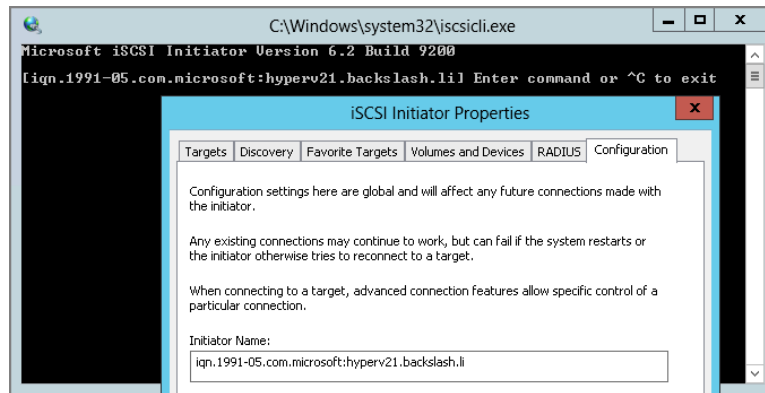 C:\Windows\system32\iscsicli.exe
Microsoft iSCSI Initiator Version 6.2 Build 9200
[iqn.1991-05.com.microsoft:hyperv21.backslash.li] Enter command or ^C to exit
iSCSI Initiator Properties
Targets Discovery Favorite Targets Volumes and Devices RADIUS Configuration
Configuration settings here are global and will affect any future connections made with
the initiator.
Any existing connections may continue to work, but can fail if the system restarts or
the initiator otherwise tries to reconnect to a target.
When connecting to a target, advanced connection features allow specific control of a
particular connection.
Initiator Name:
iqn.1991-05.com.microsoft:hyperv21.backslash.li